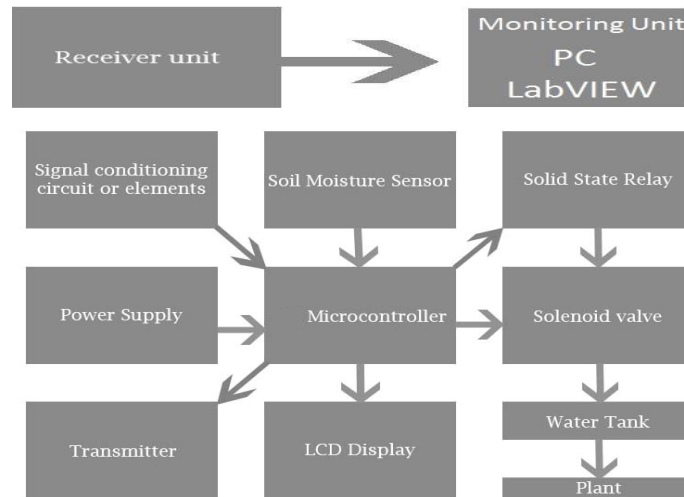 Receiver unit
Monitoring Unit
PC
LabVIEW
Signal conditioning
circuit or elements
Soil Moisture Sensor
Solid State Relay
Power Supply
Microcontroller
Solenoid valve
Transmitter
LCD Display
Water Tank
Plant